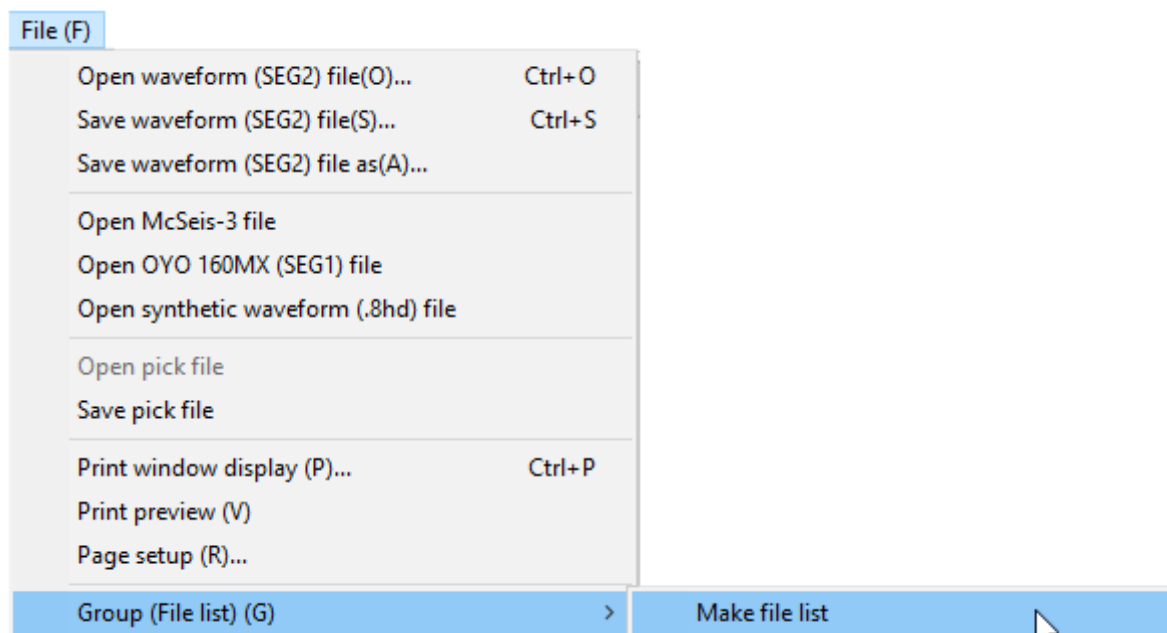 File (F)
Open waveform (SEG2) file(O)... Ctrl+O
Save waveform (SEG2) file(S)... Ctrl+S
Save waveform (SEG2) file as(A)...
Open McSeis-3 file
Open OYO 160MX (SEG1) file
Open synthetic waveform (.8hd) file
Open pick file
Save pick file
Print window display (P)... Ctrl+P
Print preview (V)
Page setup (R)...
Group (File list) (G) > Make file list